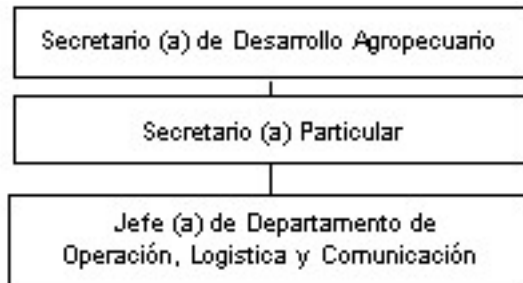 Secretario (a) de Desarrollo Agropecuario
Secretario (a) Particular
Jefe (a) de Departamento de
Operación, Logistica y Comunicación